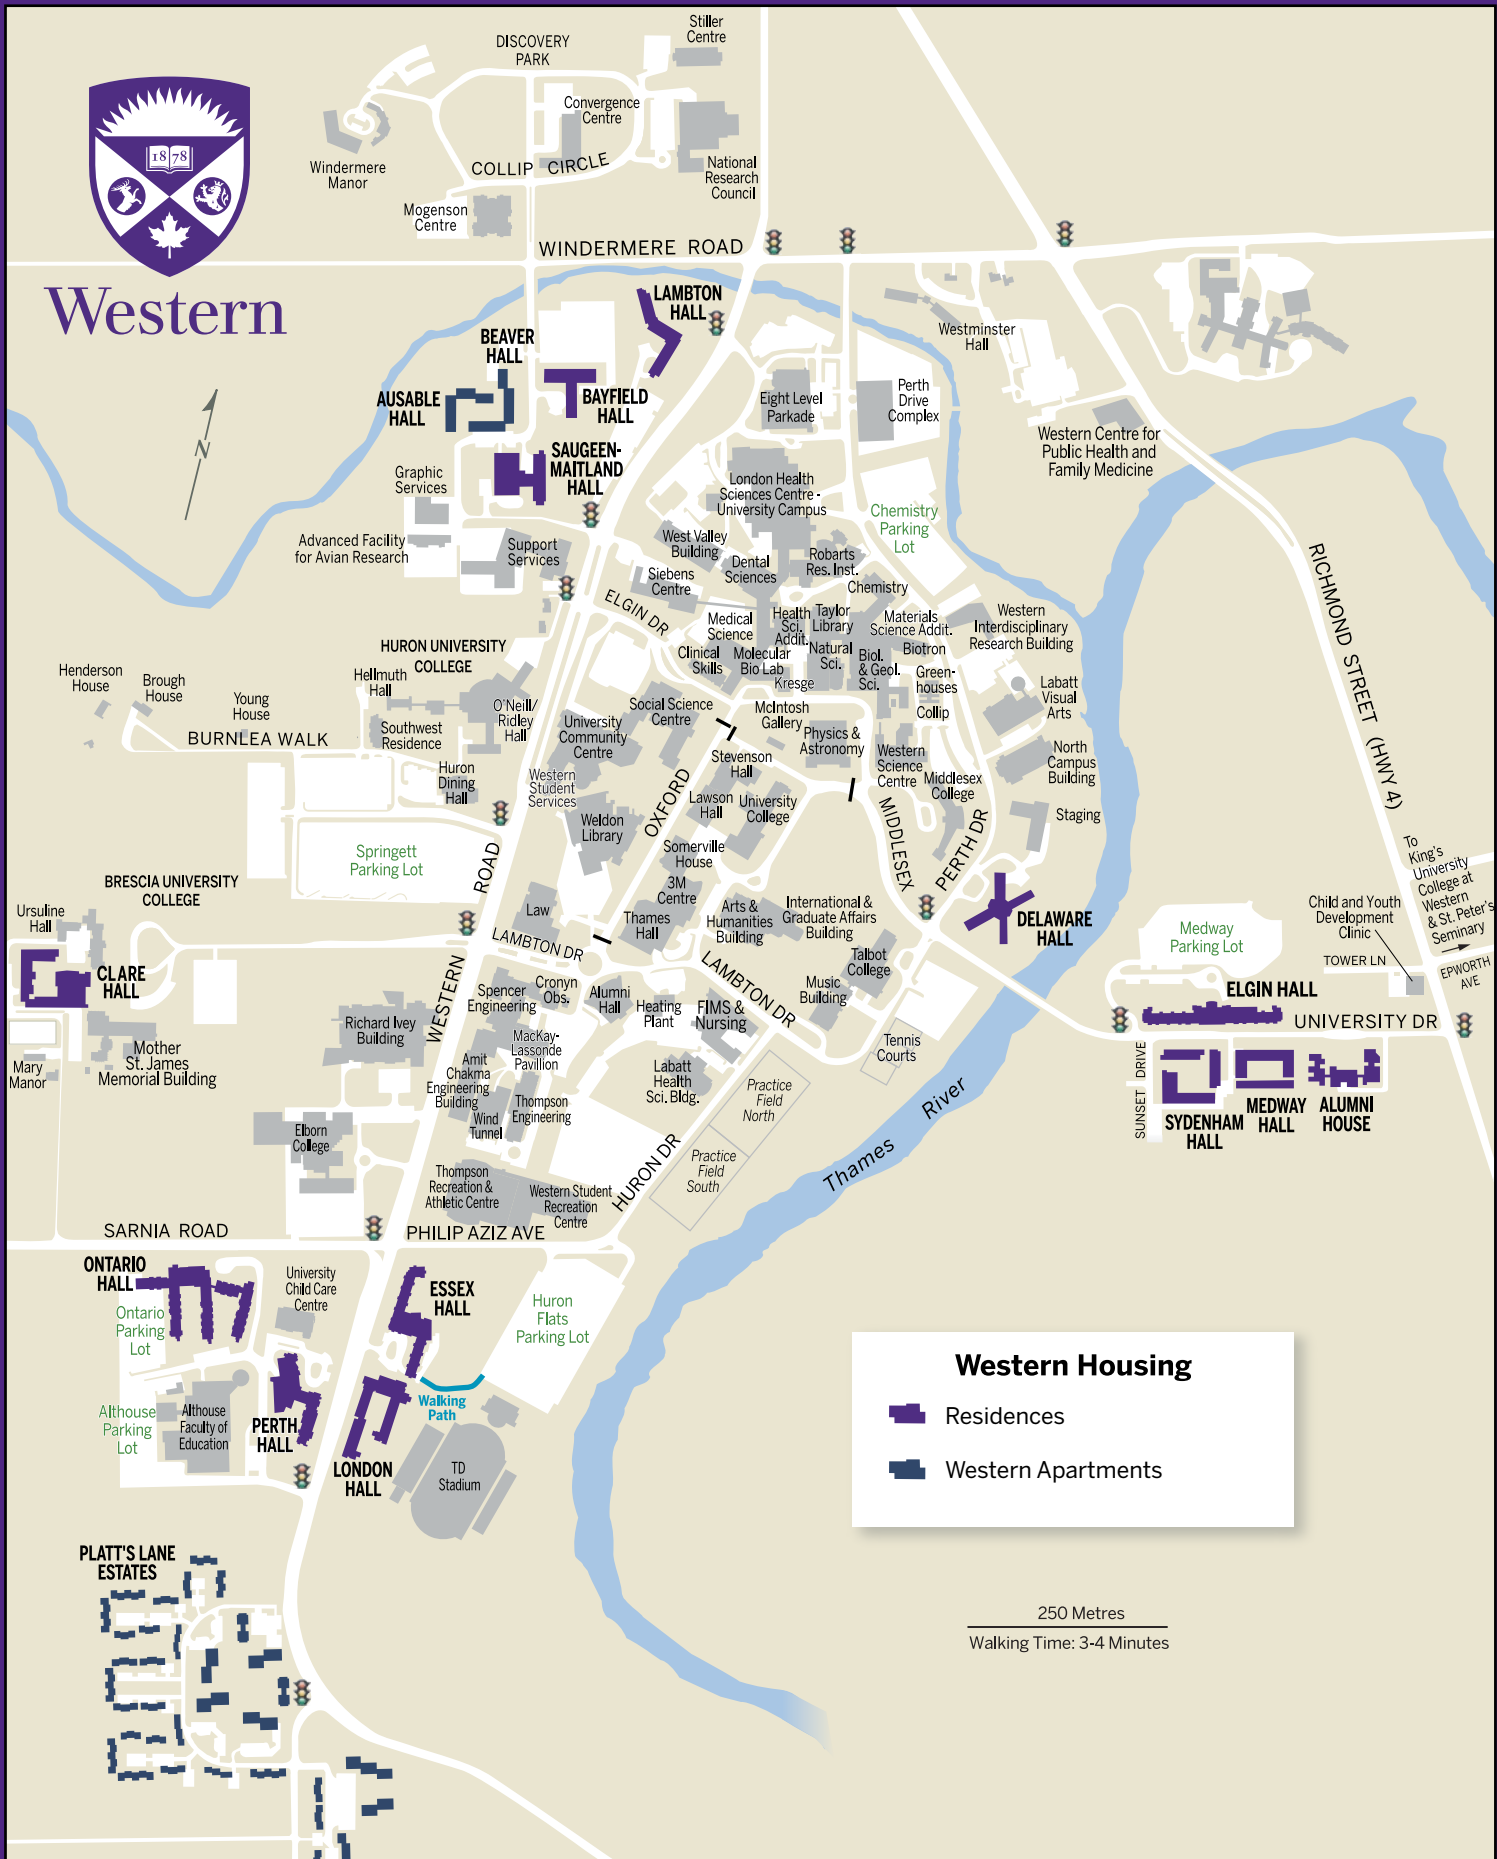 Stiller
Centre
DISCOVERY
PARK
Convergence
Centre
18 78
Windermere
Manor
COLLIP CIRCLE
National
Research
Council
Mogenson
Centre
WINDERMERE ROAD
Western
LAMBTON
HALL
BEAVER
HALL
AUSABLE
HALL
BAYFIELD
HALL
Westminster
Hall
Eight Level
Parkade
Perth
Drive
Complex
N
SAUGEEN-
MAITLAND
HALL
Western Centre for
Public Health and
Family Medicine
Graphic
Services
London Health
Sciences Centre -
University Campus
Chemistry
Parking
Lot
Advanced Facility
for Avian Research
Support
Services
West Valley
Building
Dental
Sciences
Robarts
Res. Inst.
Siebens
Centre
Chemistry
RICHMOND STREET (HWY 4)
ELGIN DR
Medical
Science
Health
Sci.
Addit.
Taylor
Library
Materials
Science Addit.
Western
Interdisciplinary
Research Building
HURON UNIVERSITY
COLLEGE
Clinical
Skills
Molecular
Bio Lab
Natural
Sci.
Biol.
& Geol.
Sci.
Biotron
Henderson
House
Brough
House
Hellmuth
Hall
Kresge
Green-
houses
Labatt
Visual
Arts
Young
House
O'Neill/
Ridley
Hall
Social Science
Centre
McIntosh
Gallery
Collip
BURNLEA WALK
Southwest
Residence
University
Community
Centre
Physics &
Astronomy
Stevenson
Hall
Western
Science
Centre
North
Campus
Building
Huron
Dining
Hall
Western
Student
Services
Lawson
Hall
University
College
Middlesex
College
OXFORD
Weldon
Library
MIDDLESEX
PERTH DR
Staging
Springett
Parking Lot
Somerville
House
WESTERN ROAD
BRESCIA UNIVERSITY
COLLEGE
3M
Centre
To
King's
University
College at
Western
& St. Peter's
Seminary
Ursuline
Hall
Law
Thames
Hall
Arts &
Humanities
Building
International &
Graduate Affairs
Building
DELAWARE
HALL
Medway
Parking Lot
Child and Youth
Development
Clinic
LAMBTON DR
TOWER LN
EPWORTH
AVE
CLARE
HALL
Talbot
College
LAMBTON DR
Spencer
Engineering
Cronyn
Obs.
Alumni
Hall
Heating
Plant
FIMS &
Nursing
Music
Building
ELGIN HALL
UNIVERSITY DR
Richard Ivey
Building
MacKay-
Lassonde
Pavillion
Tennis
Courts
Mother
St. James
Memorial Building
Mary
Manor
Amit
Chakma
Engineering
Building
Labatt
Health
Sci. Bldg.
Practice
Field
North
SUNSET DRIVE
Wind
Tunnel
Thompson
Engineering
SYDENHAM
HALL
MEDWAY
HALL
ALUMNI
HOUSE
Elborn
College
Thames River
Practice
Field
South
HURON DR
Thompson
Recreation &
Athletic Centre
Western Student
Recreation
Centre
SARNIA ROAD
PHILIP AZIZ AVE
ONTARIO
HALL
University
Child Care
Centre
ESSEX
HALL
Ontario
Parking
Lot
Huron
Flats
Parking Lot
Walking
Path
Althouse
Parking
Lot
Althouse
Faculty of
Education
PERTH
HALL
LONDON
HALL
TD
Stadium
Western Housing
Residences
Western Apartments
PLATT'S LANE
ESTATES
250 Metres
Walking Time: 3-4 Minutes